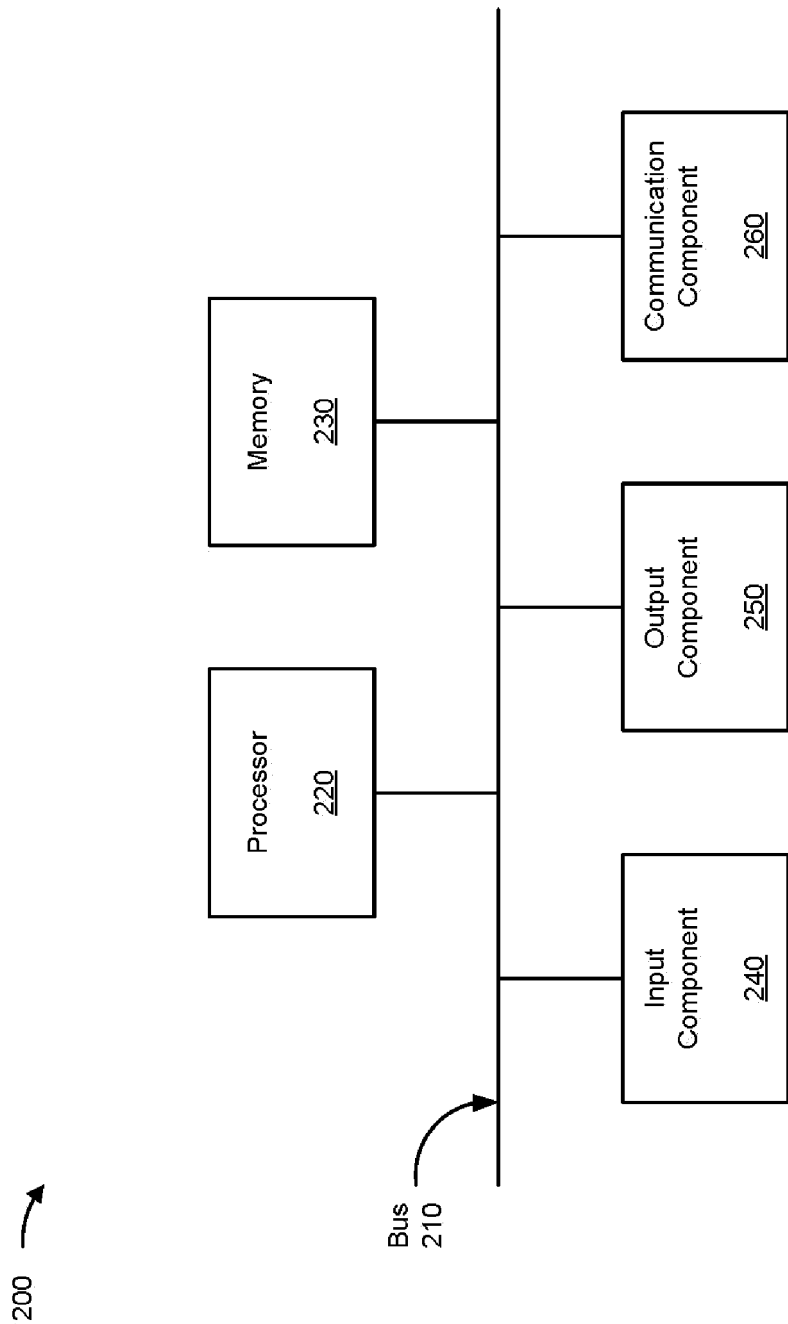 200
Processor
220
Memory
230
Bus
210
Input
Component
240
Output
Component
250
Communication
Component
260